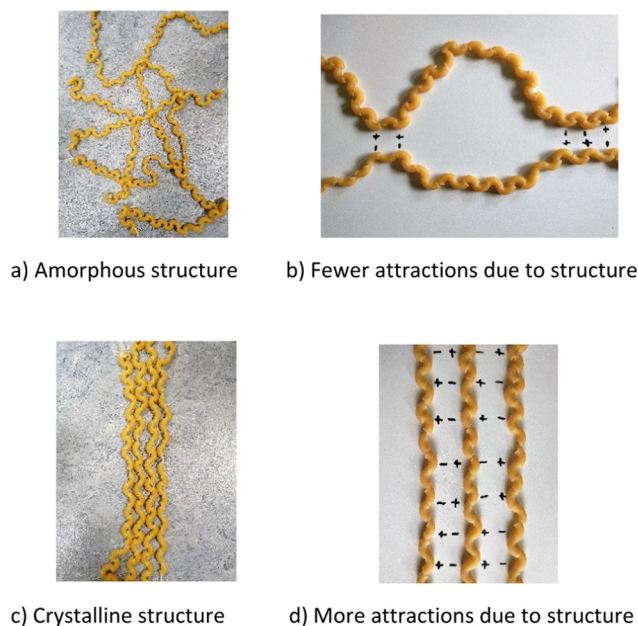 a) Amorphous structure
b) Fewer attractions due to structure
c) Crystalline structure
d) More attractions due to structure